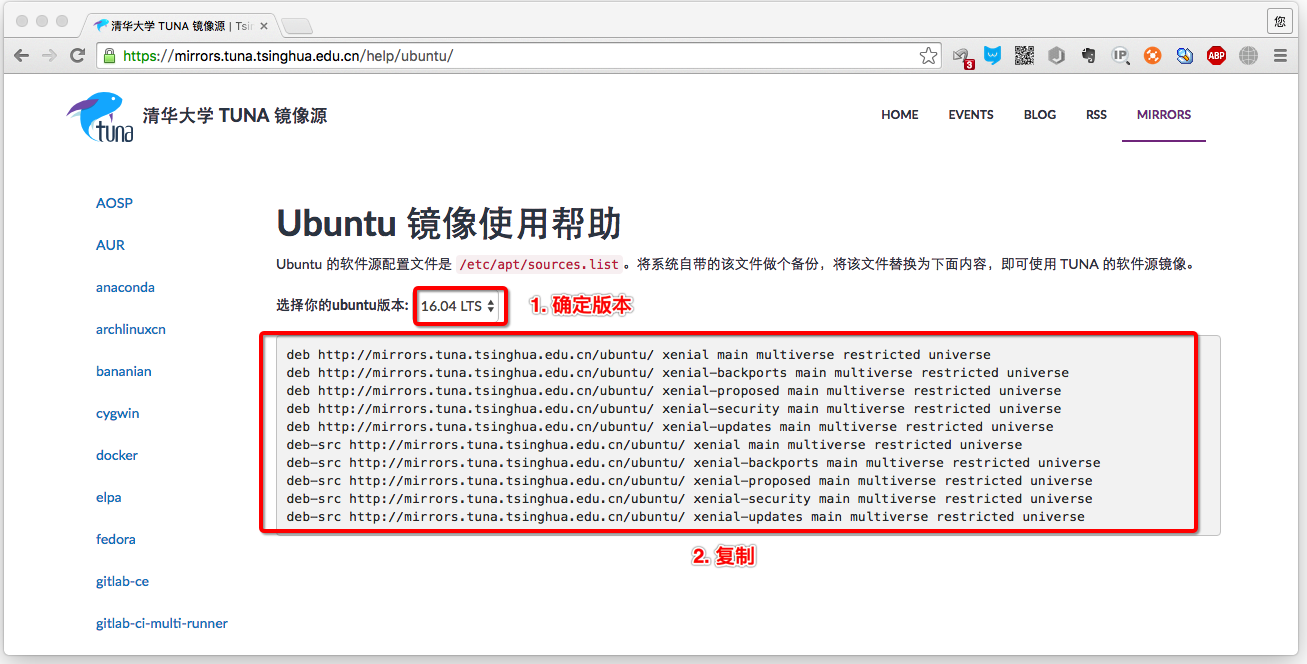 清华大学 TUNA 镜像源 | Tsin
您
https://mirrors.tuna.tsinghua.edu.cn/help/ubuntu/
3
IP
ABP
tuna
清华大学 TUNA 镜像源
HOME
EVENTS
BLOG
RSS
MIRRORS
AOSP
AUR
anaconda
archlinuxcn
bananian
cygwin
docker
elpa
fedora
gitlab-ce
gitlab-ci-multi-runner
Ubuntu 镜像使用帮助
Ubuntu 的软件源配置文件是 /etc/apt/sources.list 。将系统自带的该文件做个备份，将该文件替换为下面内容，即可使用 TUNA 的软件源镜像。
选择你的ubuntu版本: 16.04 LTS
1. 确定版本
deb http://mirrors.tuna.tsinghua.edu.cn/ubuntu/ xenial main multiverse restricted universe
deb http://mirrors.tuna.tsinghua.edu.cn/ubuntu/ xenial-backports main multiverse restricted universe
deb http://mirrors.tuna.tsinghua.edu.cn/ubuntu/ xenial-proposed main multiverse restricted universe
deb http://mirrors.tuna.tsinghua.edu.cn/ubuntu/ xenial-security main multiverse restricted universe
deb http://mirrors.tuna.tsinghua.edu.cn/ubuntu/ xenial-updates main multiverse restricted universe
deb-src http://mirrors.tuna.tsinghua.edu.cn/ubuntu/ xenial main multiverse restricted universe
deb-src http://mirrors.tuna.tsinghua.edu.cn/ubuntu/ xenial-backports main multiverse restricted universe
deb-src http://mirrors.tuna.tsinghua.edu.cn/ubuntu/ xenial-proposed main multiverse restricted universe
deb-src http://mirrors.tuna.tsinghua.edu.cn/ubuntu/ xenial-security main multiverse restricted universe
deb-src http://mirrors.tuna.tsinghua.edu.cn/ubuntu/ xenial-updates main multiverse restricted universe
2. 复制